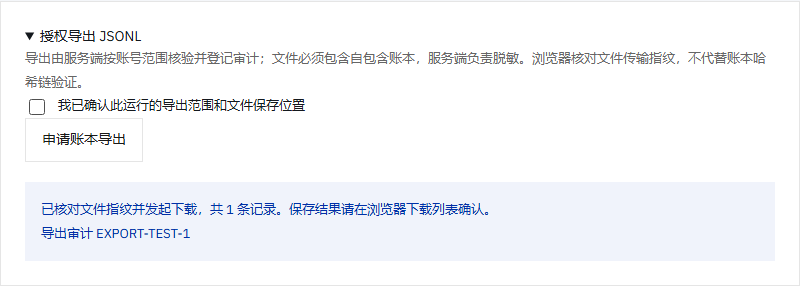 ▼ 授权导出 JSONL
导出由服务端按账号范围核验并登记审计；文件必须包含自包含账本，服务端负责脱敏。浏览器核对文件传输指纹，不代替账本哈
希链验证。
我已确认此运行的导出范围和文件保存位置
申请账本导出
已核对文件指纹并发起下载，共 1 条记录。保存结果请在浏览器下载列表确认。
导出审计 EXPORT-TEST-1